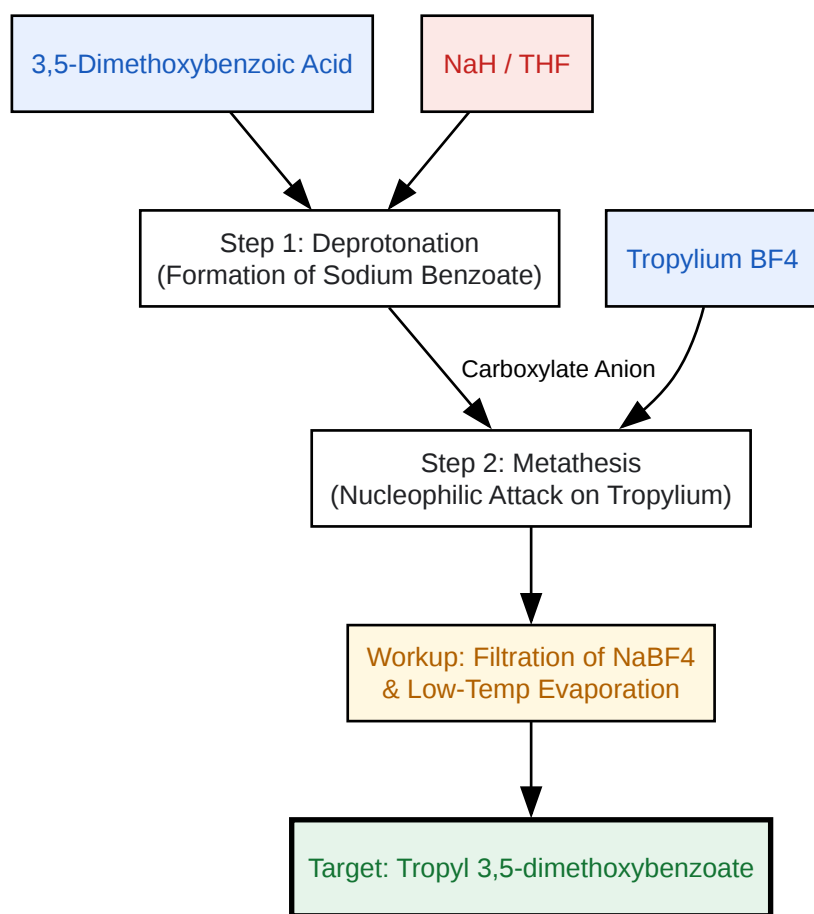 3,5-Dimethoxybenzoic Acid
NaH / THF
Step 1: Deprotonation
(Formation of Sodium Benzoate)
Tropylium BF4
Carboxylate Anion
Step 2: Metathesis
(Nucleophilic Attack on Tropylium)
Workup: Filtration of NaBF4
& Low-Temp Evaporation
Target: Tropyl 3,5-dimethoxybenzoate